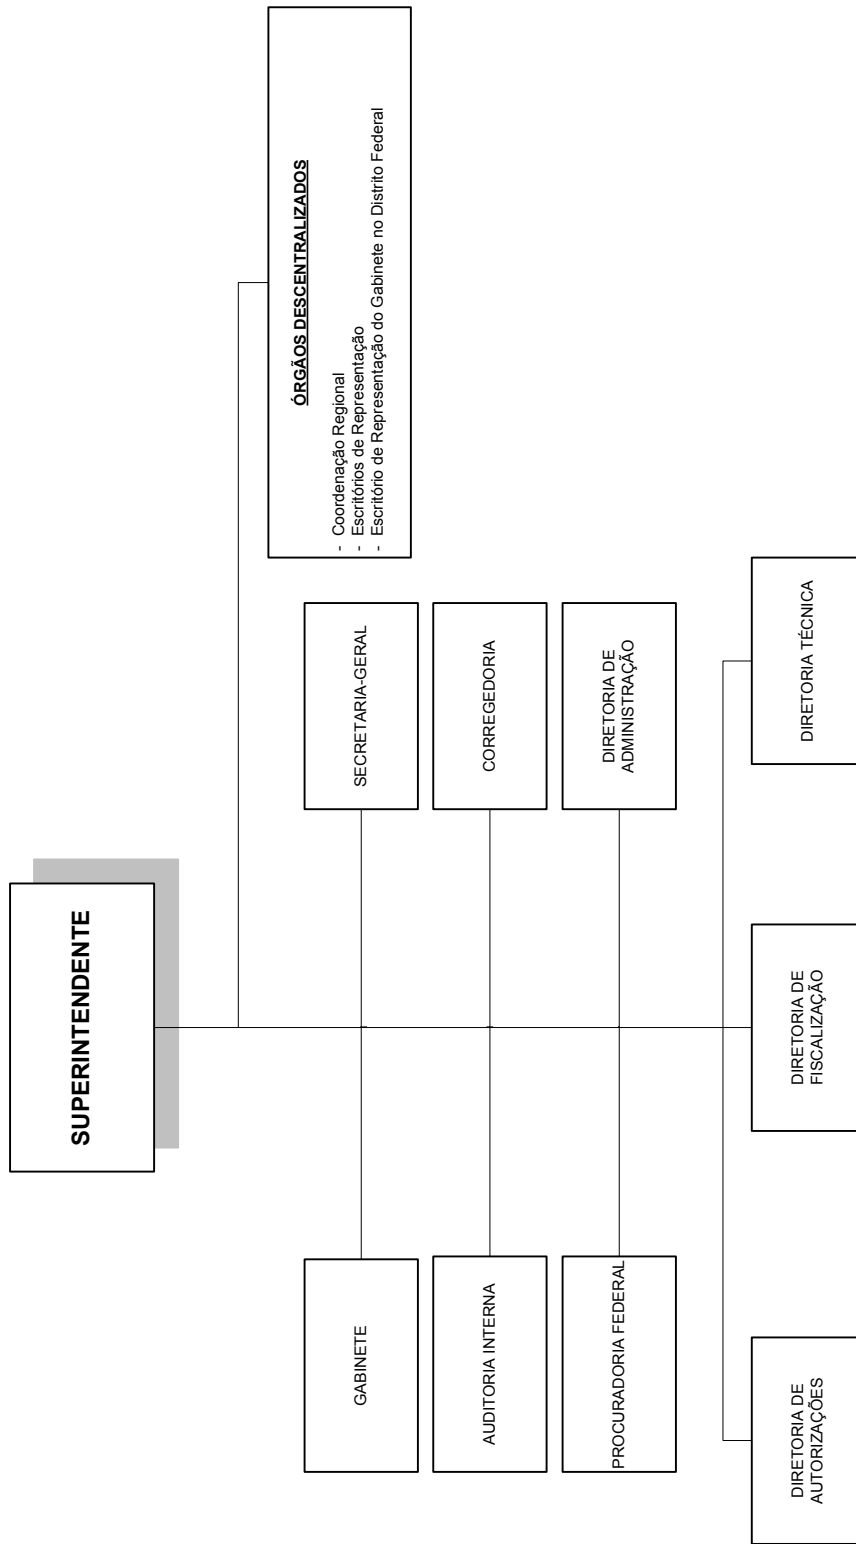 SUPERINTENDENTE
ÓRGÃOS DESCENTRALIZADOS
- Coordenação Regional
- Escritórios de Representação
- Escritório de Representação do Gabinete no Distrito Federal
GABINETE
SECRETARIA-GERAL
AUDITORIA INTERNA
CORREGEDORIA
PROCURADORIA FEDERAL
DIRETORIA DE
ADMINISTRAÇÃO
DIRETORIA DE
AUTORIZAÇÕES
DIRETORIA DE
FISCALIZAÇÃO
DIRETORIA TÉCNICA